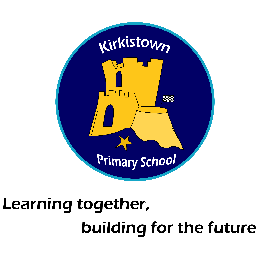 Kirkistown
Primary School
Learning together,
building for the future